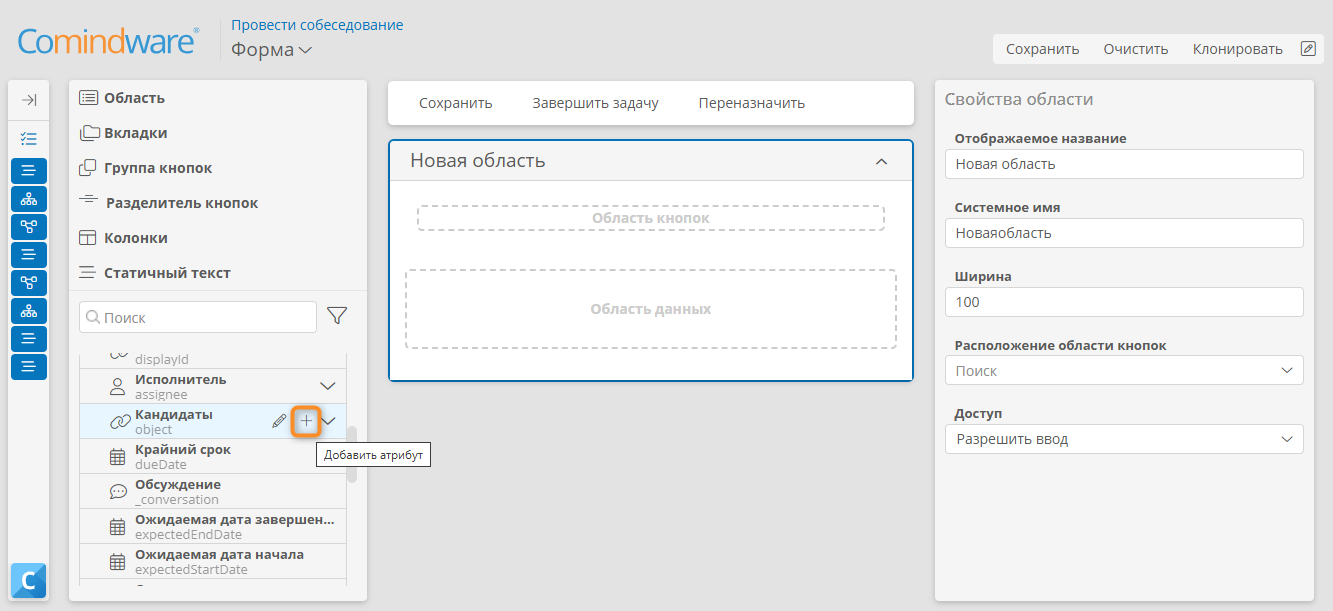 Comindware®
Провести собеседование
Форма
Сохранить Очистить Клонировать
Область
Вкладки
Группа кнопок
Разделитель кнопок
Колонки
Статичный текст
Поиск
displayId
Исполнитель
assignee
Кандидаты
object
Добавить атрибут
Крайний срок
dueDate
Обсуждение
_conversation
Ожидаемая дата завершен...
expectedEndDate
Ожидаемая дата начала
expectedStartDate
C
Сохранить Завершить задачу Переназначить
Новая область
Область кнопок
Область данных
Свойства области
Отображаемое название
Новая область
Системное имя
Новаяобласть
Ширина
100
Расположение области кнопок
Поиск
Доступ
Разрешить ввод